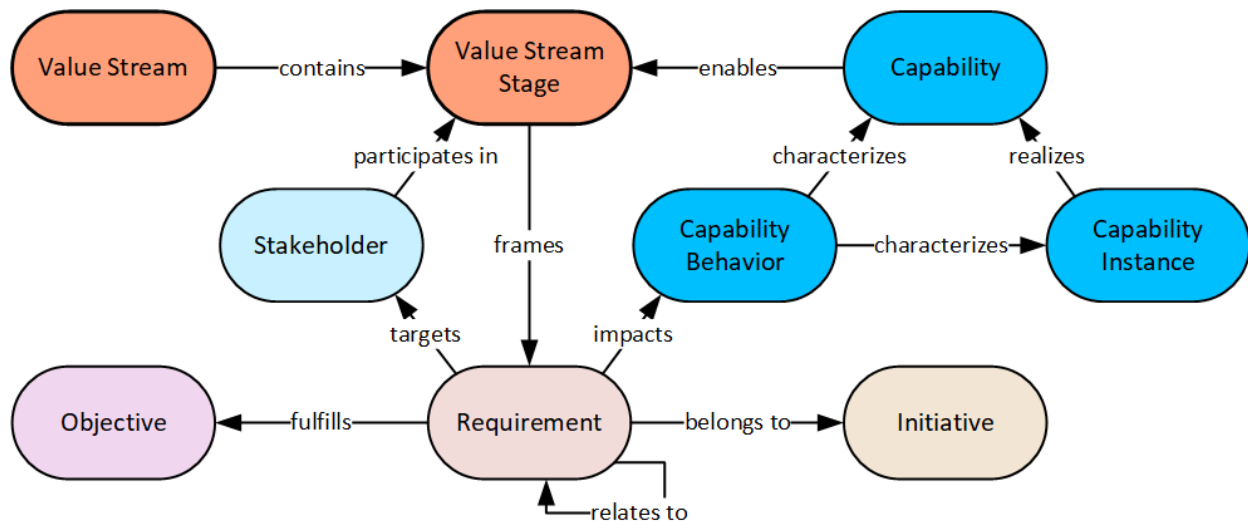 Value Stream
contains
Value Stream
Stage
enables
Capability
participates in
characterizes
realizes
Stakeholder
frames
Capability
Behavior
characterizes
Capability
Instance
targets
impacts
Objective
fulfills
Requirement
belongs to
Initiative
relates to